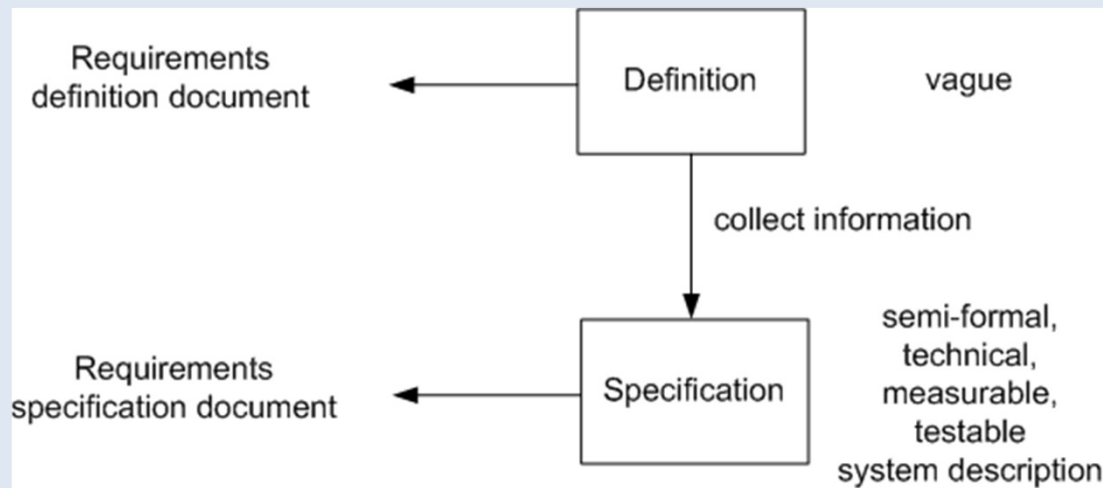 Requirements
definition document
Definition
vague
collect information
Requirements
specification document
Specification
semi-formal,
technical,
measurable,
testable
system description